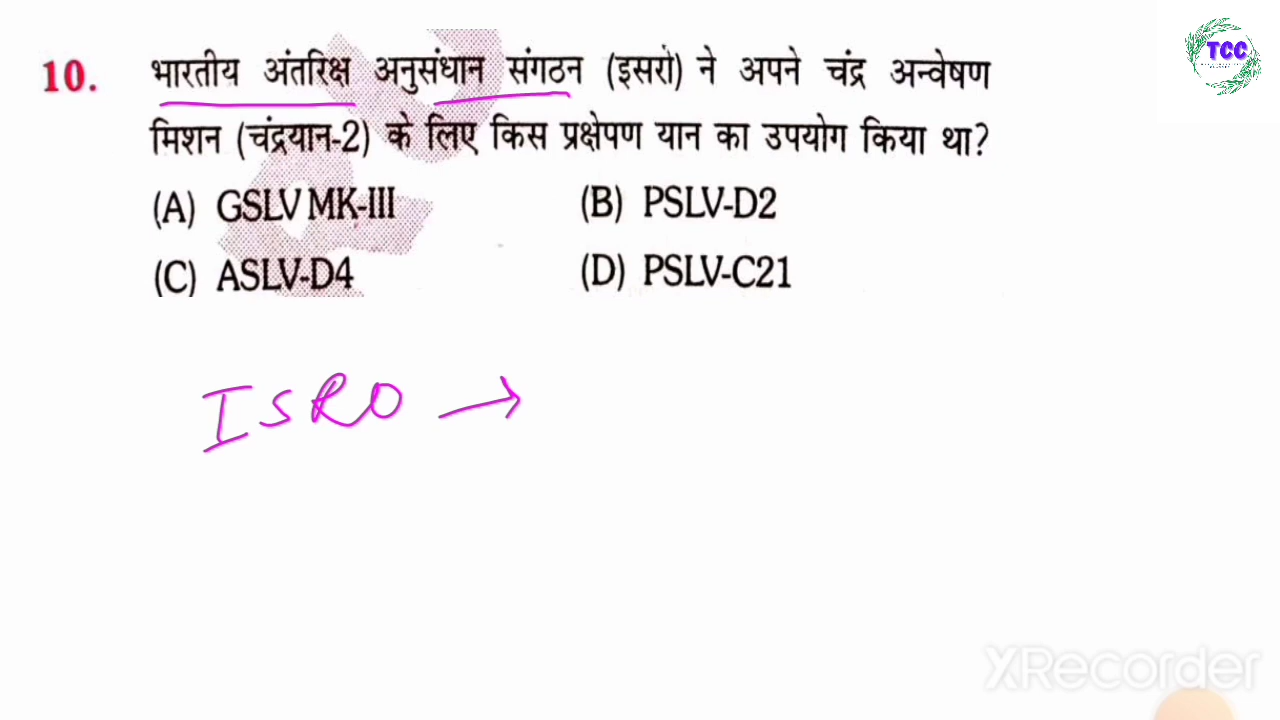 TCC
10. भारतीय अंतरिक्ष अनुसंधान संगठन (इसरो) ने अपने चंद्र अन्वेषण
मिशन (चंद्रयान-2) के लिए किस प्रक्षेपण यान का उपयोग किया था?
(A) GSLV MK-III (B) PSLV-D2
(C) ASLV-D4 (D) PSLV-C21
ISRO →
XRecorder